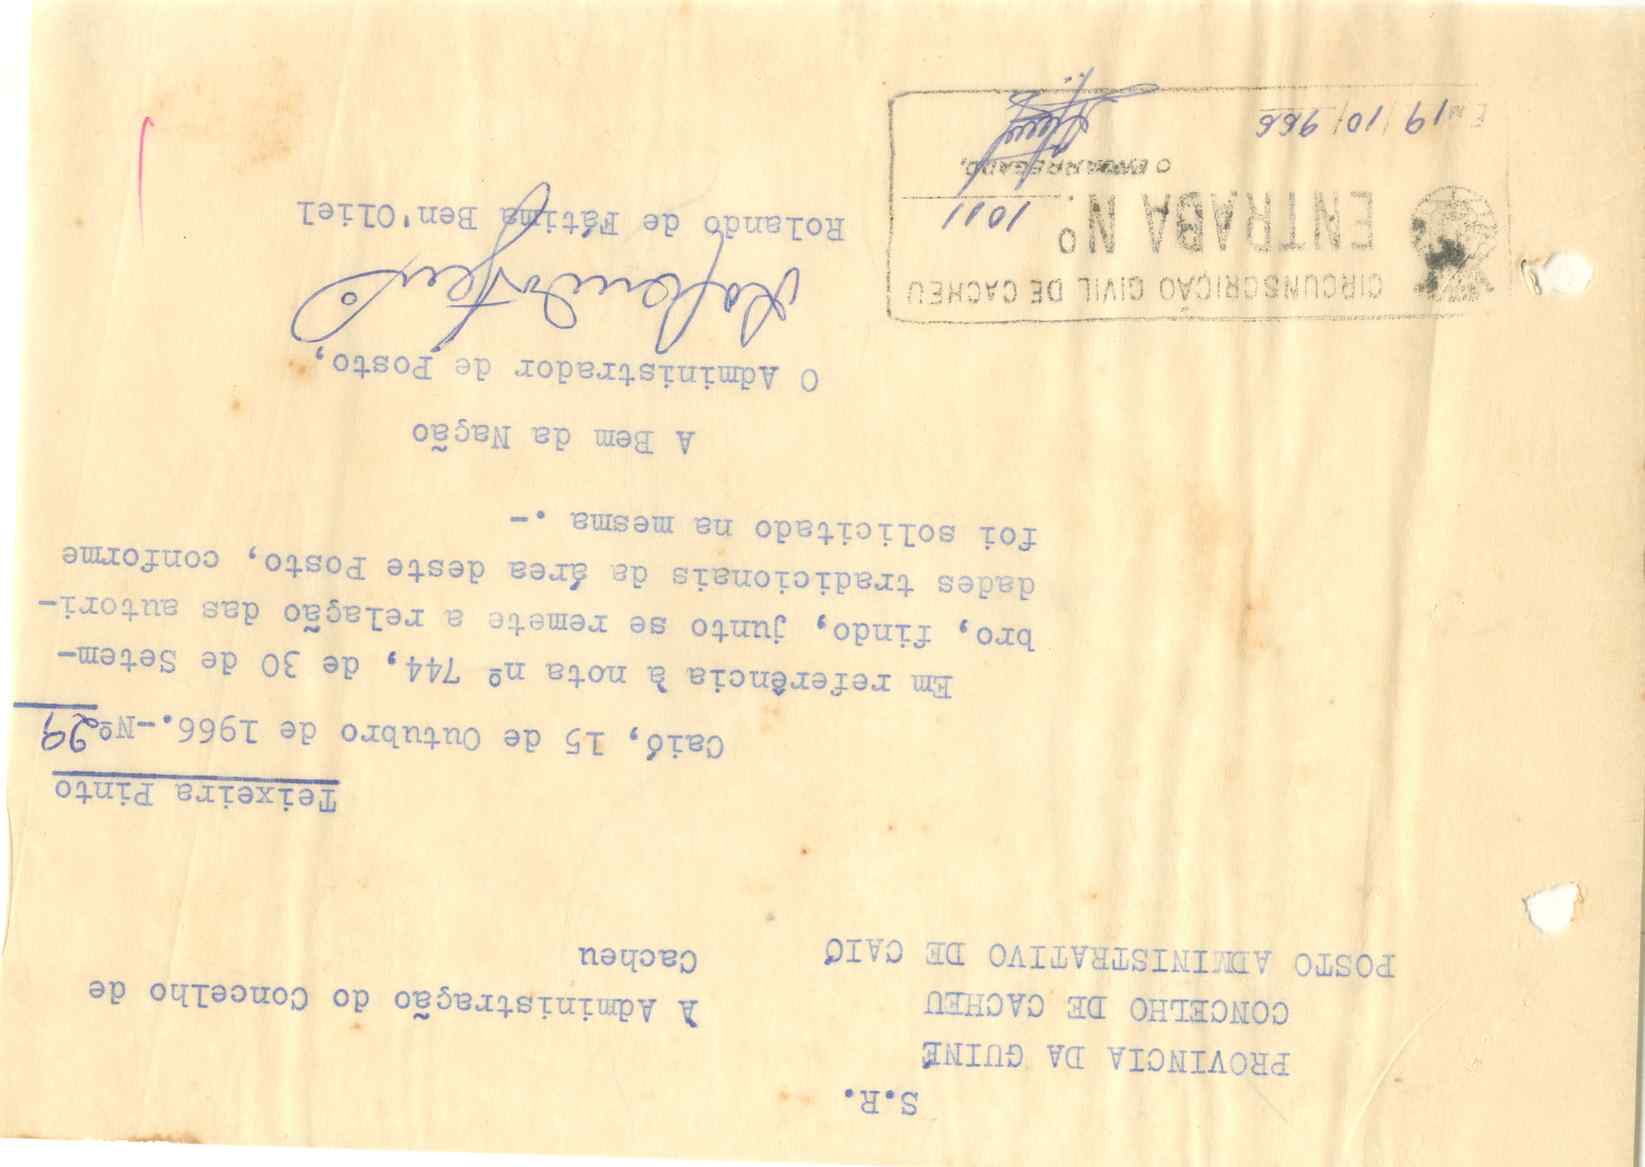 S.R.
PROVINCIA DA GUINÉ
CONCELHO DE CACHEU
POSTO ADMINISTRATIVO DE CAIÓ
À Administração do Concelho de
Cacheu
Teixeira Pinto
Caió, 15 de Outubro de 1966.-Nº 29
Em referência à nota nº 744, de 30 de Setem-
bro, findo, junto se remete a relação das autori-
dades tradicionais da área deste Posto, conforme
foi solicitado na mesma .-
A Bem da Nação
O Administrador de Posto,
Rolando de Fátima Ben'Oliel
CIRCUNSCRIÇÃO CIVIL DE CACHEU
ENTRADA Nº 1011
O ENCARREGADO,
Em 19/10/966